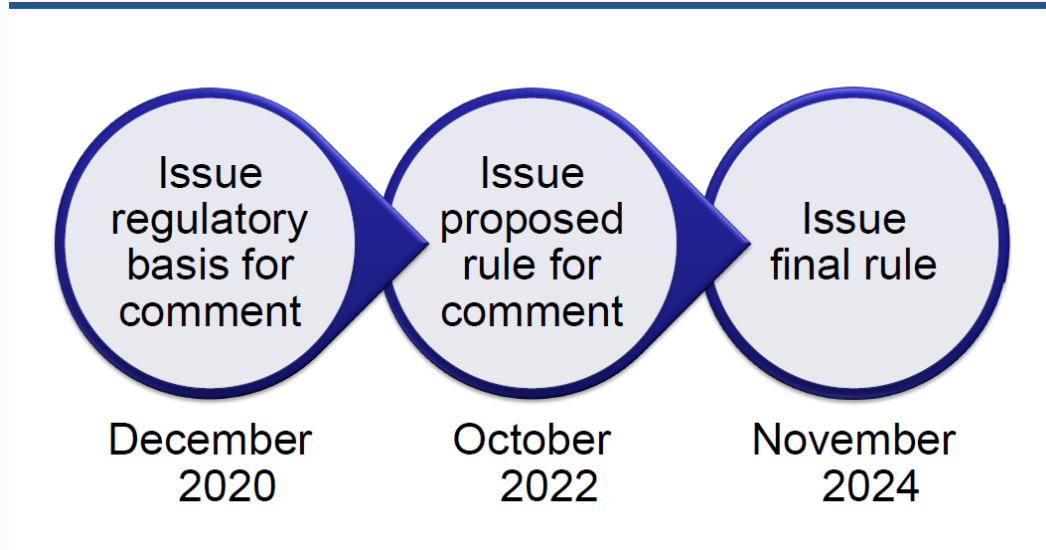 Issue
regulatory
basis for
comment
Issue
proposed
rule for
comment
Issue
final rule
December
2020
October
2022
November
2024